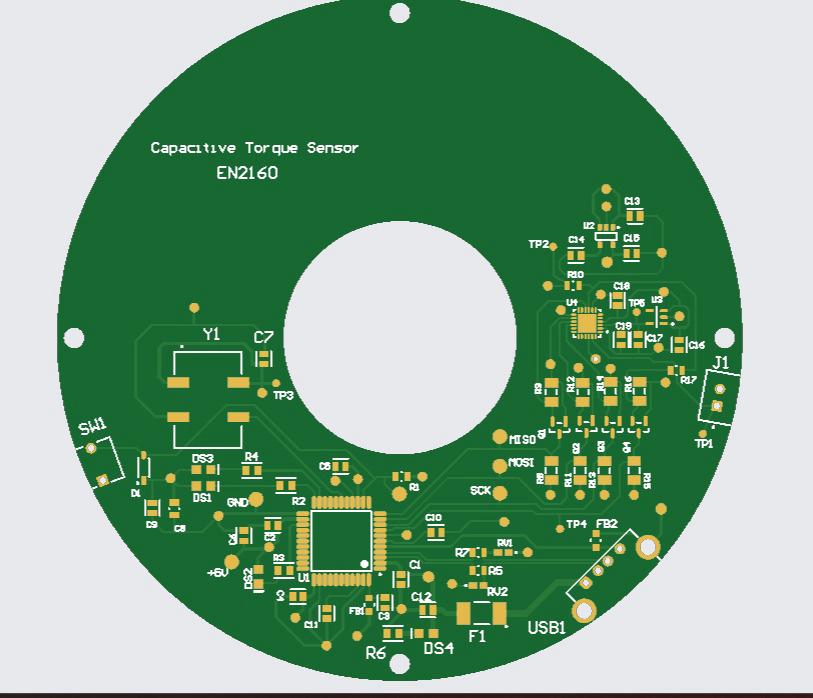 Capacitive Torque Sensor
EN2160
C13
U2
TP2
C14
C15
R10
C18
U4
TP5
U3
Y1
C7
C19
C17
C16
J1
R17
TP3
R9
R12
R14
R16
SW1
TP1
Q1
MISO
Q2
Q3
Q4
DS3
R4
C5
MOSI
D1
DS1
R2
R1
SCK
R8
R11
R13
R15
GND
C9
C8
C10
TP4
FB2
C6
C2
R7
RV1
+5V
DS2
R3
U1
C1
R5
C4
FB1
C3
C12
RV2
C11
F1
USB1
R6
DS4